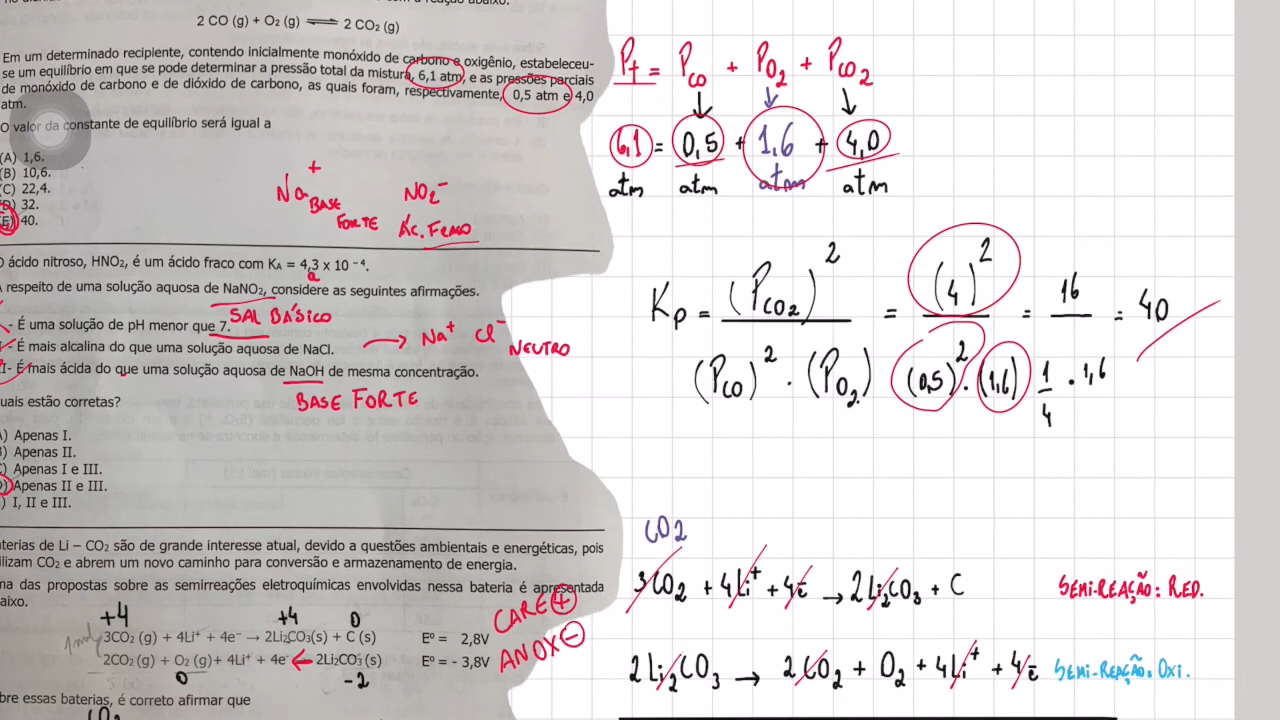 2 CO (g) + O₂ (g) ⇌ 2 CO₂ (g)
Em um determinado recipiente, contendo inicialmente monóxido de carbono e oxigênio, estabeleceu-
se um equilíbrio em que se pode determinar a pressão total da mistura, 6,1 atm, e as pressões parciais
de monóxido de carbono e de dióxido de carbono, as quais foram, respectivamente, 0,5 atm e 4,0
atm.
O valor da constante de equilíbrio será igual a
(A) 1,6.
(B) 10,6.
(C) 22,4.
(D) 32.
(E) 40.
Na⁺ BASE FORTE
NO₂⁻ Ác. FRACO
O ácido nitroso, HNO₂, é um ácido fraco com KA = 4,3 x 10⁻⁴.
a
A respeito de uma solução aquosa de NaNO₂, considere as seguintes afirmações.
SAL BÁSICO
- É uma solução de pH menor que 7.
- É mais alcalina do que uma solução aquosa de NaCl. → Na⁺ Cl⁻ NEUTRO
I- É mais ácida do que uma solução aquosa de NaOH de mesma concentração.
BASE FORTE
uais estão corretas?
) Apenas I.
) Apenas II.
) Apenas I e III.
D) Apenas II e III.
) I, II e III.
terias de Li – CO₂ são de grande interesse atual, devido a questões ambientais e energéticas, pois
ilizam CO₂ e abrem um novo caminho para conversão e armazenamento de energia.
na das propostas sobre as semirreações eletroquímicas envolvidas nessa bateria é apresentada
aixo.
+4 +4 0
3CO₂ (g) + 4Li⁺ + 4e⁻ → 2Li₂CO₃(s) + C (s) E⁰ = 2,8V
2CO₂ (g) + O₂ (g) + 4Li⁺ + 4e⁻ ← 2Li₂CO₃ (s) E⁰ = - 3,8V
0 -2
CARE +
ANOX -
bre essas baterias, é correto afirmar que
CO₂
Pt = PCO + PO₂ + PCO₂
6,1 = 0,5 + 1,6 + 4,0
atm atm atm atm
Kp = (PCO₂)² / (PCO)² · (PO₂) = (4)² / (0,5)² · (1,6) = 16 / 1/4 · 1,6 = 40
CO2
3CO₂ + 4Li⁺ + 4e̅ → 2Li₂CO₃ + C SEMI-REAÇÃO: RED.
2Li₂CO₃ → 2CO₂ + O₂ + 4Li⁺ + 4e̅ SEMI-REAÇÃO: OXI.